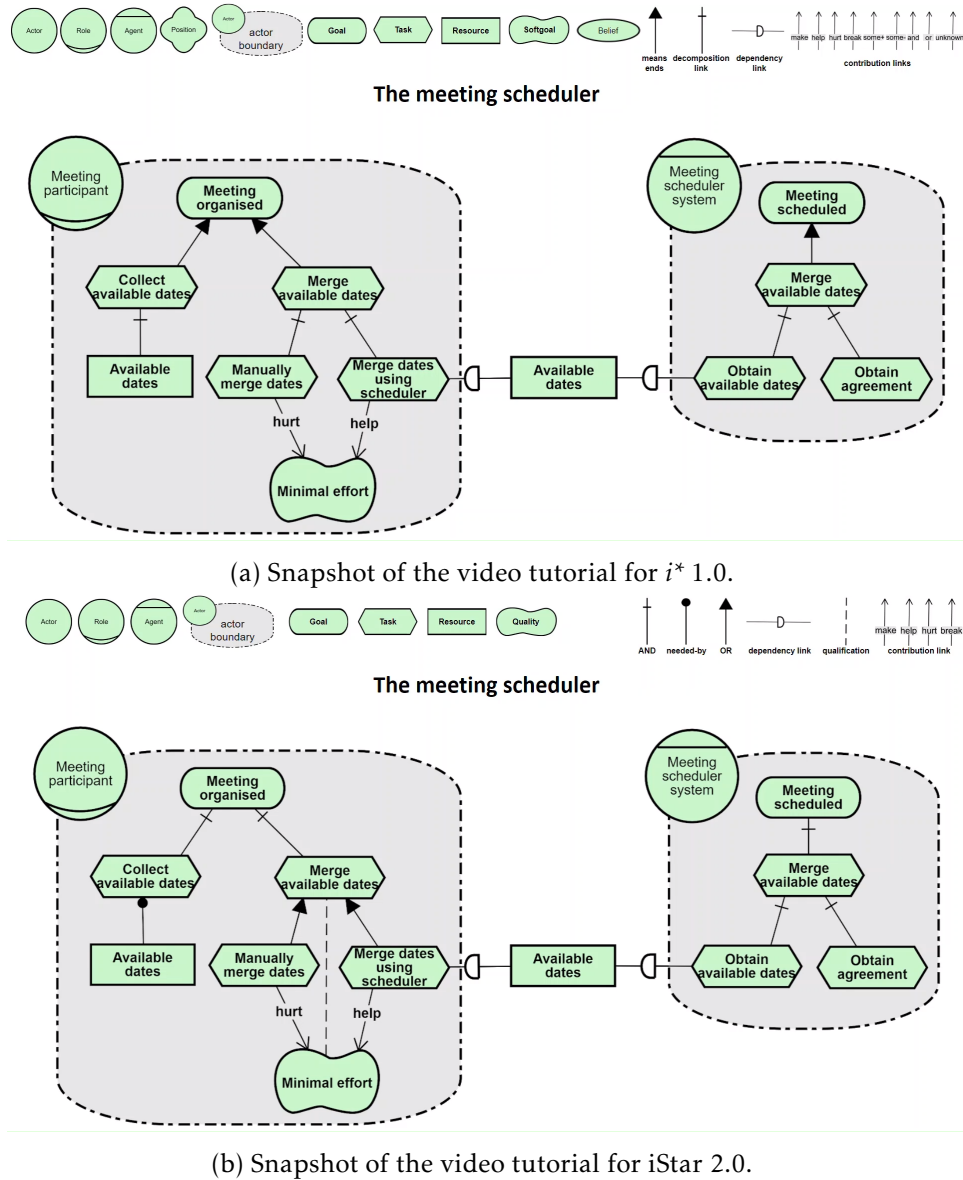 Actor
Role
Agent
Position
Actor
actor
boundary
Goal
Task
Resource
Softgoal
Belief
means
ends
decomposition
link
dependency
link
make help hurt break some+ some- and or unknown
contribution links
The meeting scheduler
Meeting
participant
Meeting
organised
Collect
available dates
Merge
available dates
Available
dates
Manually
merge dates
Merge dates
using
scheduler
hurt
help
Minimal effort
Available
dates
Meeting
scheduler
system
Meeting
scheduled
Merge
available dates
Obtain
available dates
Obtain
agreement
(a) Snapshot of the video tutorial for i* 1.0.
Actor
Role
Agent
Actor
actor
boundary
Goal
Task
Resource
Quality
AND
needed-by
OR
dependency link
qualification
make help hurt break
contribution link
The meeting scheduler
Meeting
participant
Meeting
organised
Collect
available dates
Merge
available dates
Available
dates
Manually
merge dates
Merge dates
using
scheduler
hurt
help
Minimal effort
Available
dates
Meeting
scheduler
system
Meeting
scheduled
Merge
available dates
Obtain
available dates
Obtain
agreement
(b) Snapshot of the video tutorial for iStar 2.0.